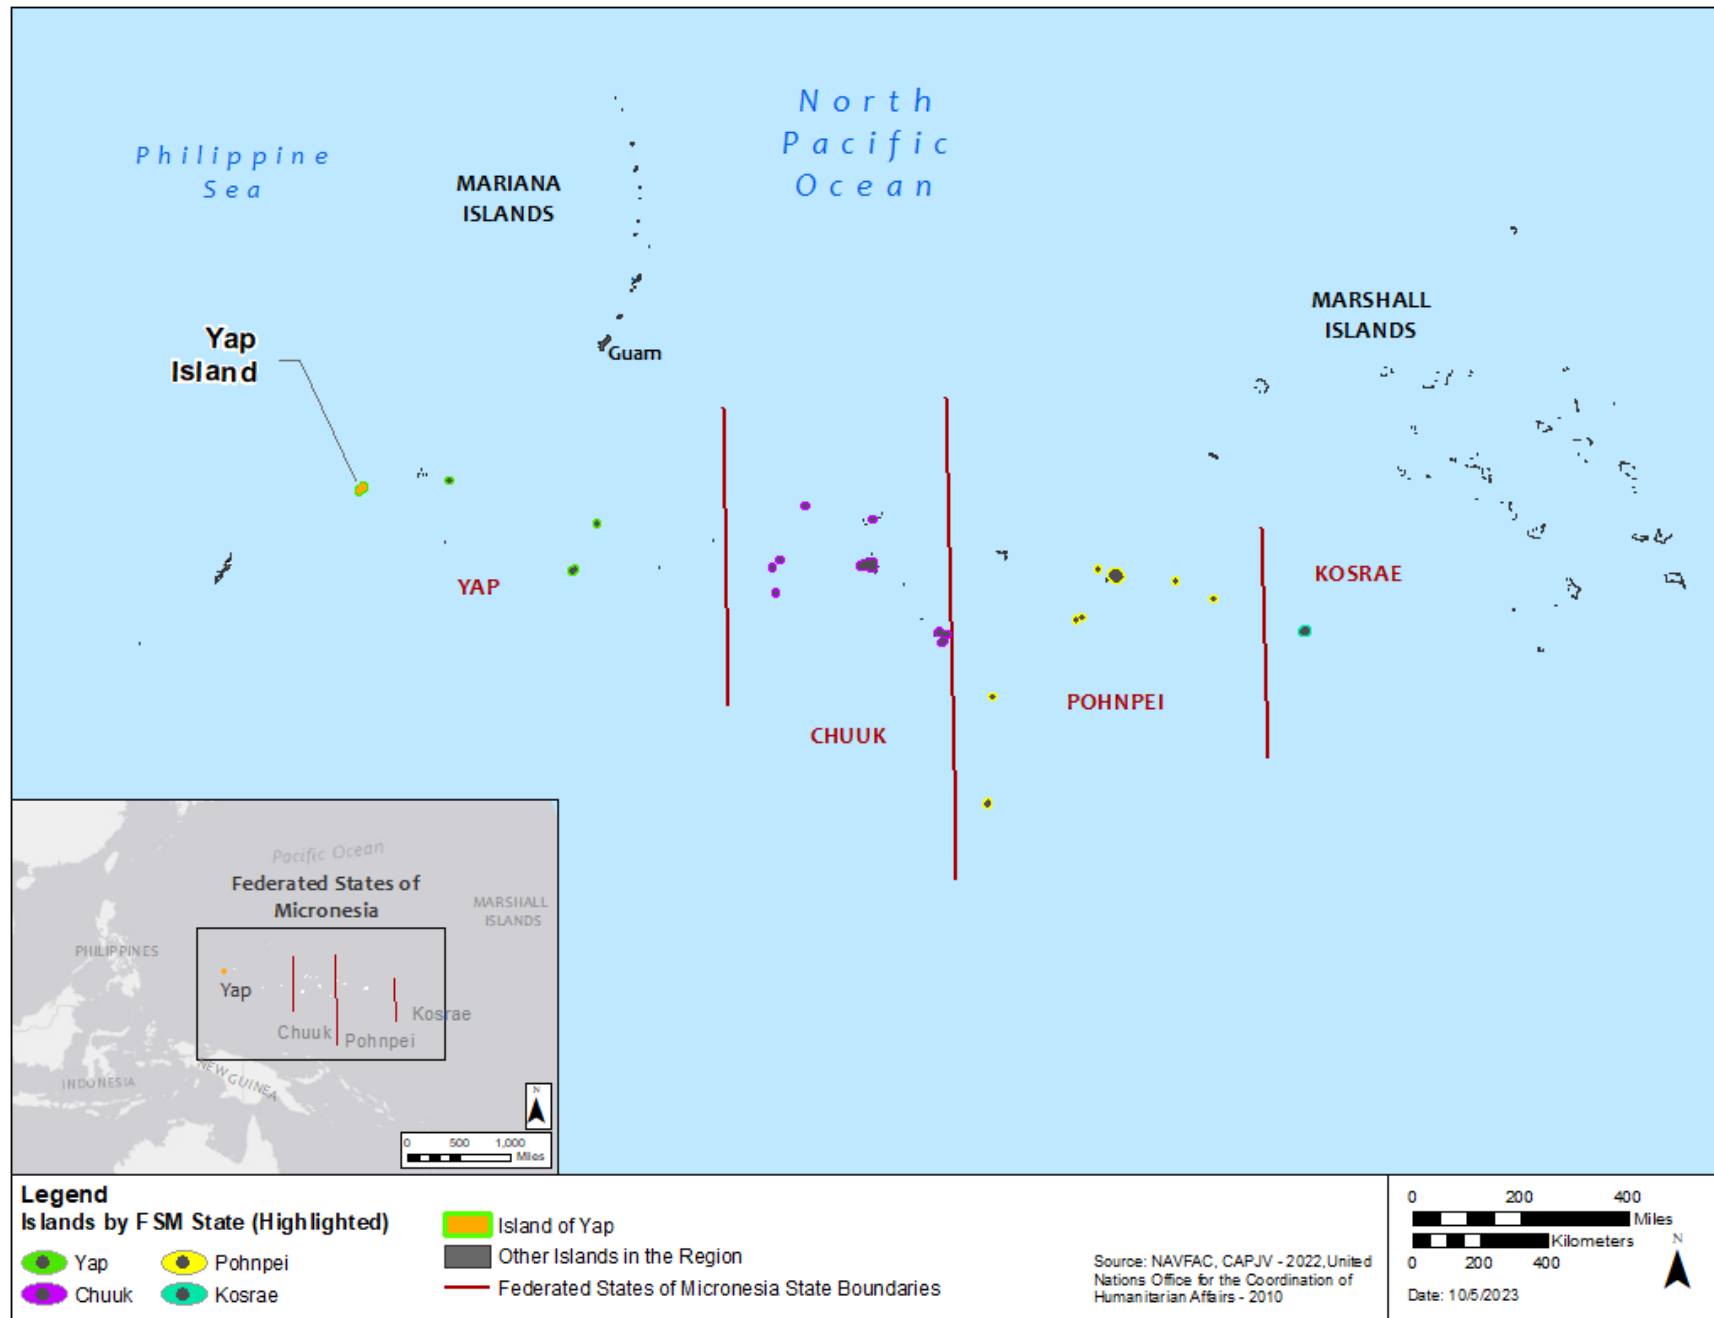 North
Pacific
Ocean
Philippine
Sea
MARIANA
ISLANDS
MARSHALL
ISLANDS
Yap
Island
Guam
YAP
KOSRAE
POHNPEI
CHUUK
Pacific Ocean
Federated States of
Micronesia
MARSHALL
ISLANDS
PHILIPPINES
Yap
Kosrae
Chuuk
Pohnpei
NEW GUINEA
INDONESIA
N
0 500 1,000
Miles
Legend
Islands by FSM State (Highlighted)
Yap
Pohnpei
Chuuk
Kosrae
Island of Yap
Other Islands in the Region
Federated States of Micronesia State Boundaries
Source: NAVFAC, CAPJV - 2022,United
Nations Office for the Coordination of
Humanitarian Affairs - 2010
0 200 400
Miles
Kilometers
0 200 400
N
Date: 10/5/2023